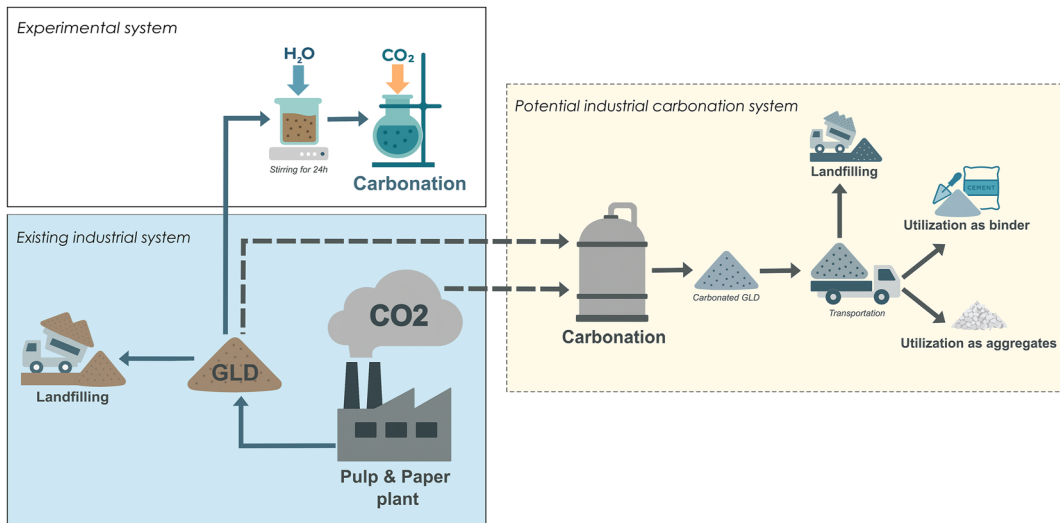 Experimental system
H₂O
CO₂
Stirring for 24h
Carbonation
Existing industrial system
CO2
GLD
Landfilling
Pulp & Paper
plant
Potential industrial carbonation system
Landfilling
CEMENT
Utilization as binder
Carbonation
Carbonated GLD
Transportation
Utilization as aggregates